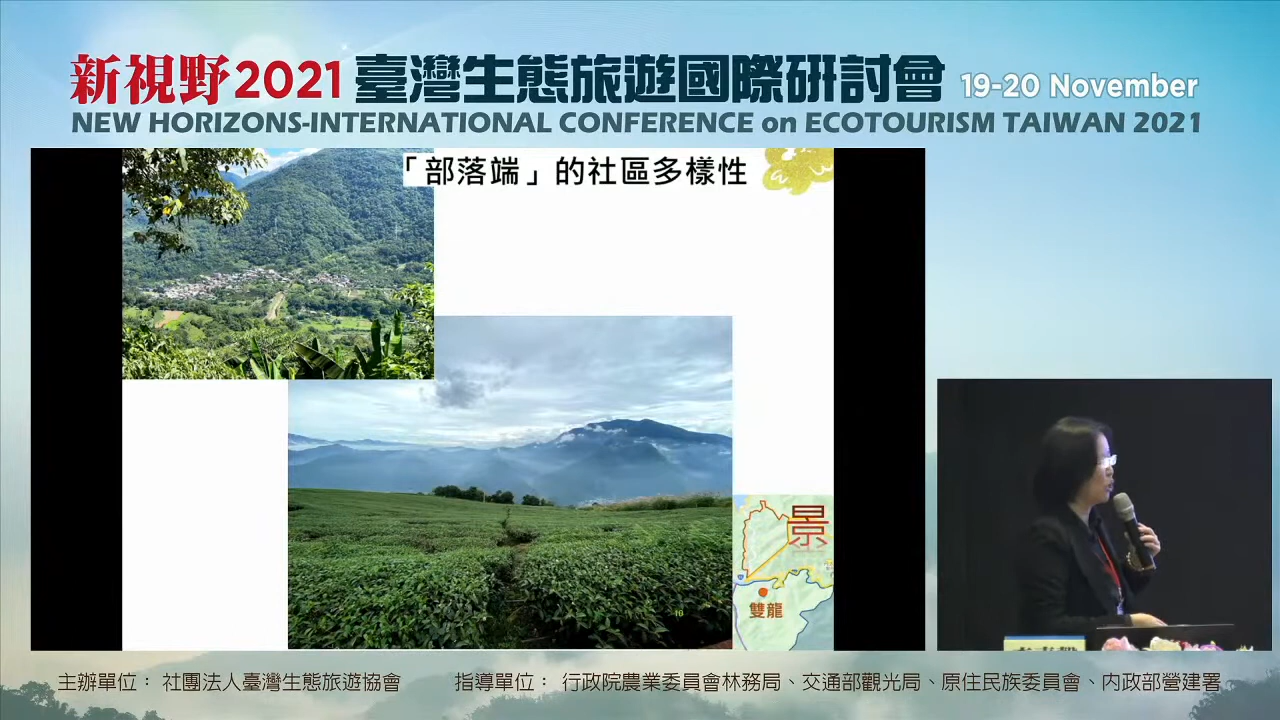 新視野2021臺灣生態旅遊國際研討會 19-20 November
NEW HORIZONS-INTERNATIONAL CONFERENCE on ECOTOURISM TAIWAN 2021
「部落端」的社區多樣性
景
雙龍
16
主辦單位： 社團法人臺灣生態旅遊協會 指導單位： 行政院農業委員會林務局、交通部觀光局、原住民族委員會、內政部營建署